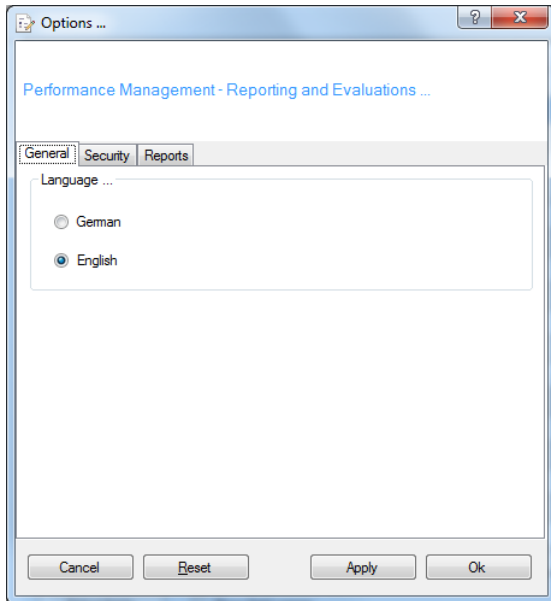 Options ...
?
X
Performance Management - Reporting and Evaluations ...
General Security Reports
Language ...
German
English
Cancel Reset Apply Ok